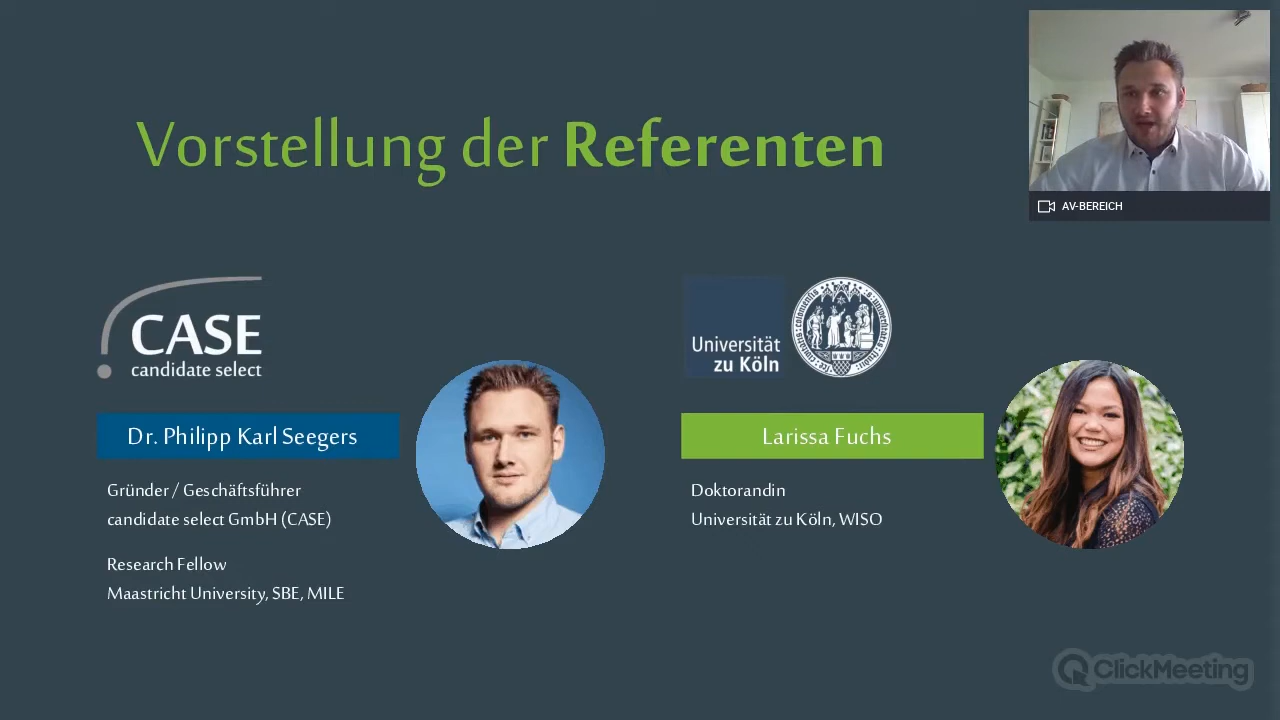 Vorstellung der Referenten
AV-BEREICH
CASE
candidate select
Dr. Philipp Karl Seegers
Gründer / Geschäftsführer
candidate select GmbH (CASE)
Research Fellow
Maastricht University, SBE, MILE
Universität
zu Köln
Larissa Fuchs
Doktorandin
Universität zu Köln, WISO
ClickMeeting